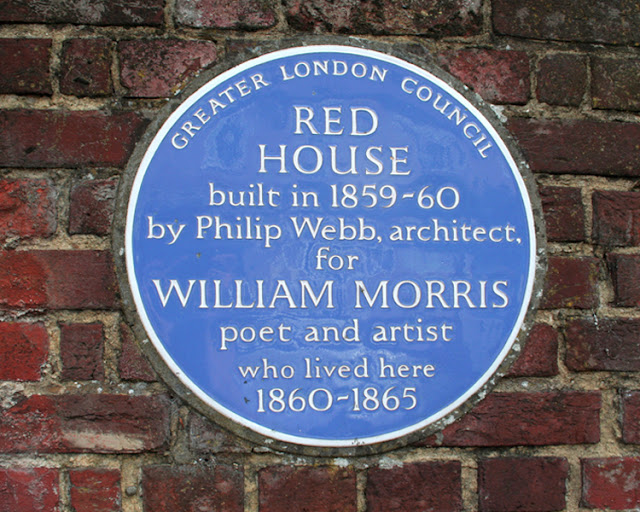 GREATER LONDON COUNCIL
RED
HOUSE
built in 1859-60
by Philip Webb, architect,
for
WILLIAM MORRIS
poet and artist
who lived here
1860-1865